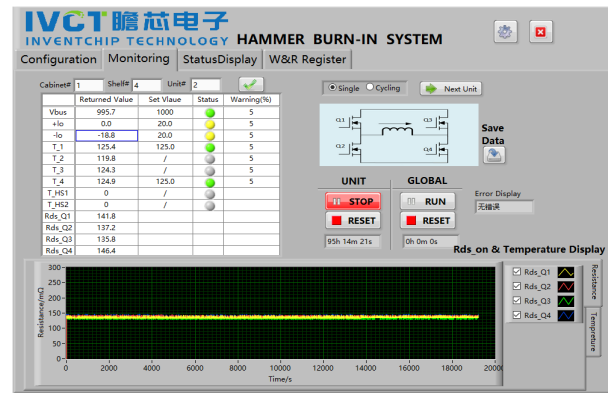 IVCT瞻芯电子
INVENTCHIP TECHNOLOGY HAMMER BURN-IN SYSTEM
Configuration Monitoring StatusDisplay W&R Register
Cabinet# 1 Shelf# 4 Unit# 2
Single Cycling Next Unit
Returned Value Set Vlaue Status Warning(%)
Vbus 995.7 1000 5
+Io 0.0 20.0 5
-Io -18.8 20.0 5
T_1 125.4 125.0 5
T_2 119.8 / 5
T_3 124.3 / 5
T_4 124.9 125.0 5
T_HS1 0 /
T_HS2 0 /
Rds_Q1 141.8
Rds_Q2 137.2
Rds_Q3 135.8
Rds_Q4 146.4
Q1 Q3
Q2 Q4
Save
Data
UNIT GLOBAL
STOP RUN
RESET RESET
95h 14m 21s 0h 0m 0s
Error Display
无错误
Rds_on & Temperature Display
Resistance/mΩ
300
250
200
150
100
50
0
0 2000 4000 6000 8000 10000 12000 14000 16000 18000 20000
Time/s
Rds_Q1
Rds_Q2
Rds_Q3
Rds_Q4
Resistance
Tempreture